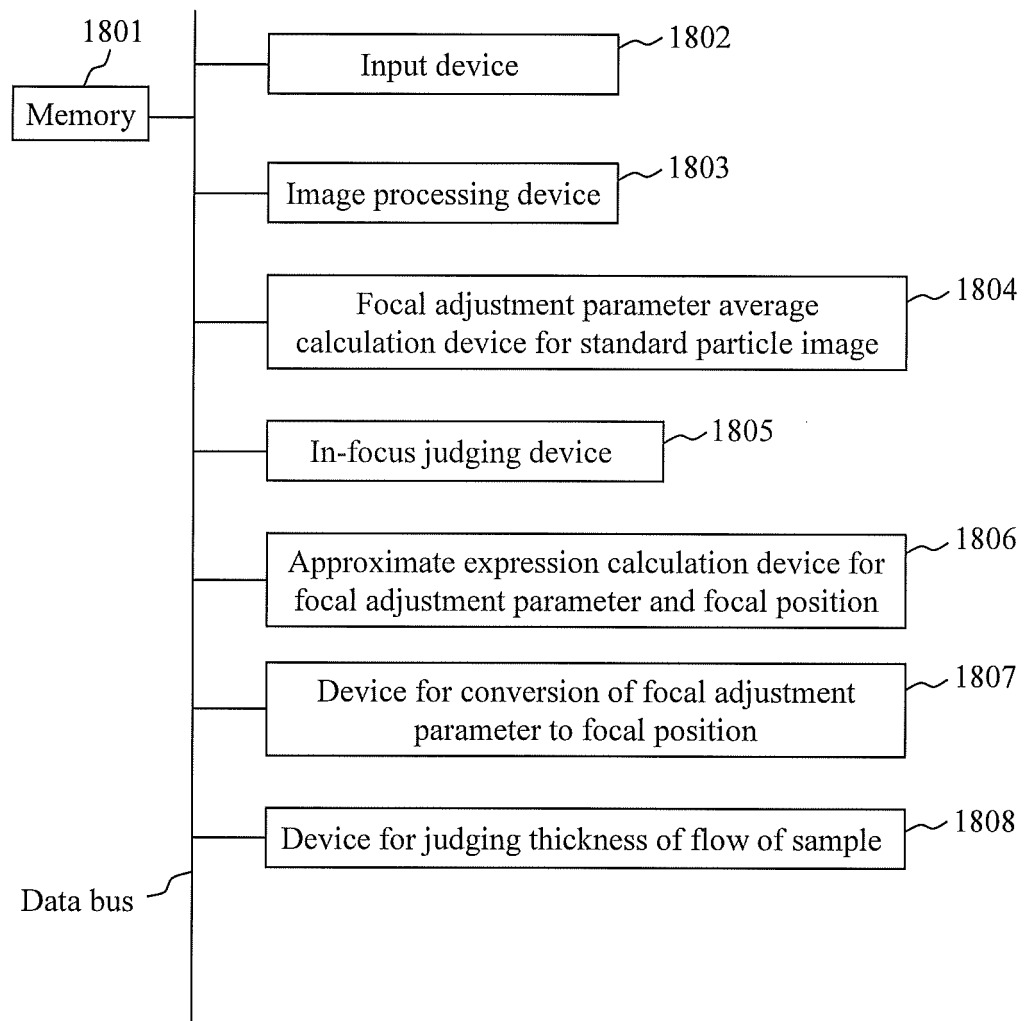 1801
Memory
Input device
1802
Image processing device
1803
Focal adjustment parameter average
calculation device for standard particle image
1804
In-focus judging device
1805
Approximate expression calculation device for
focal adjustment parameter and focal position
1806
Device for conversion of focal adjustment
parameter to focal position
1807
Device for judging thickness of flow of sample
1808
Data bus